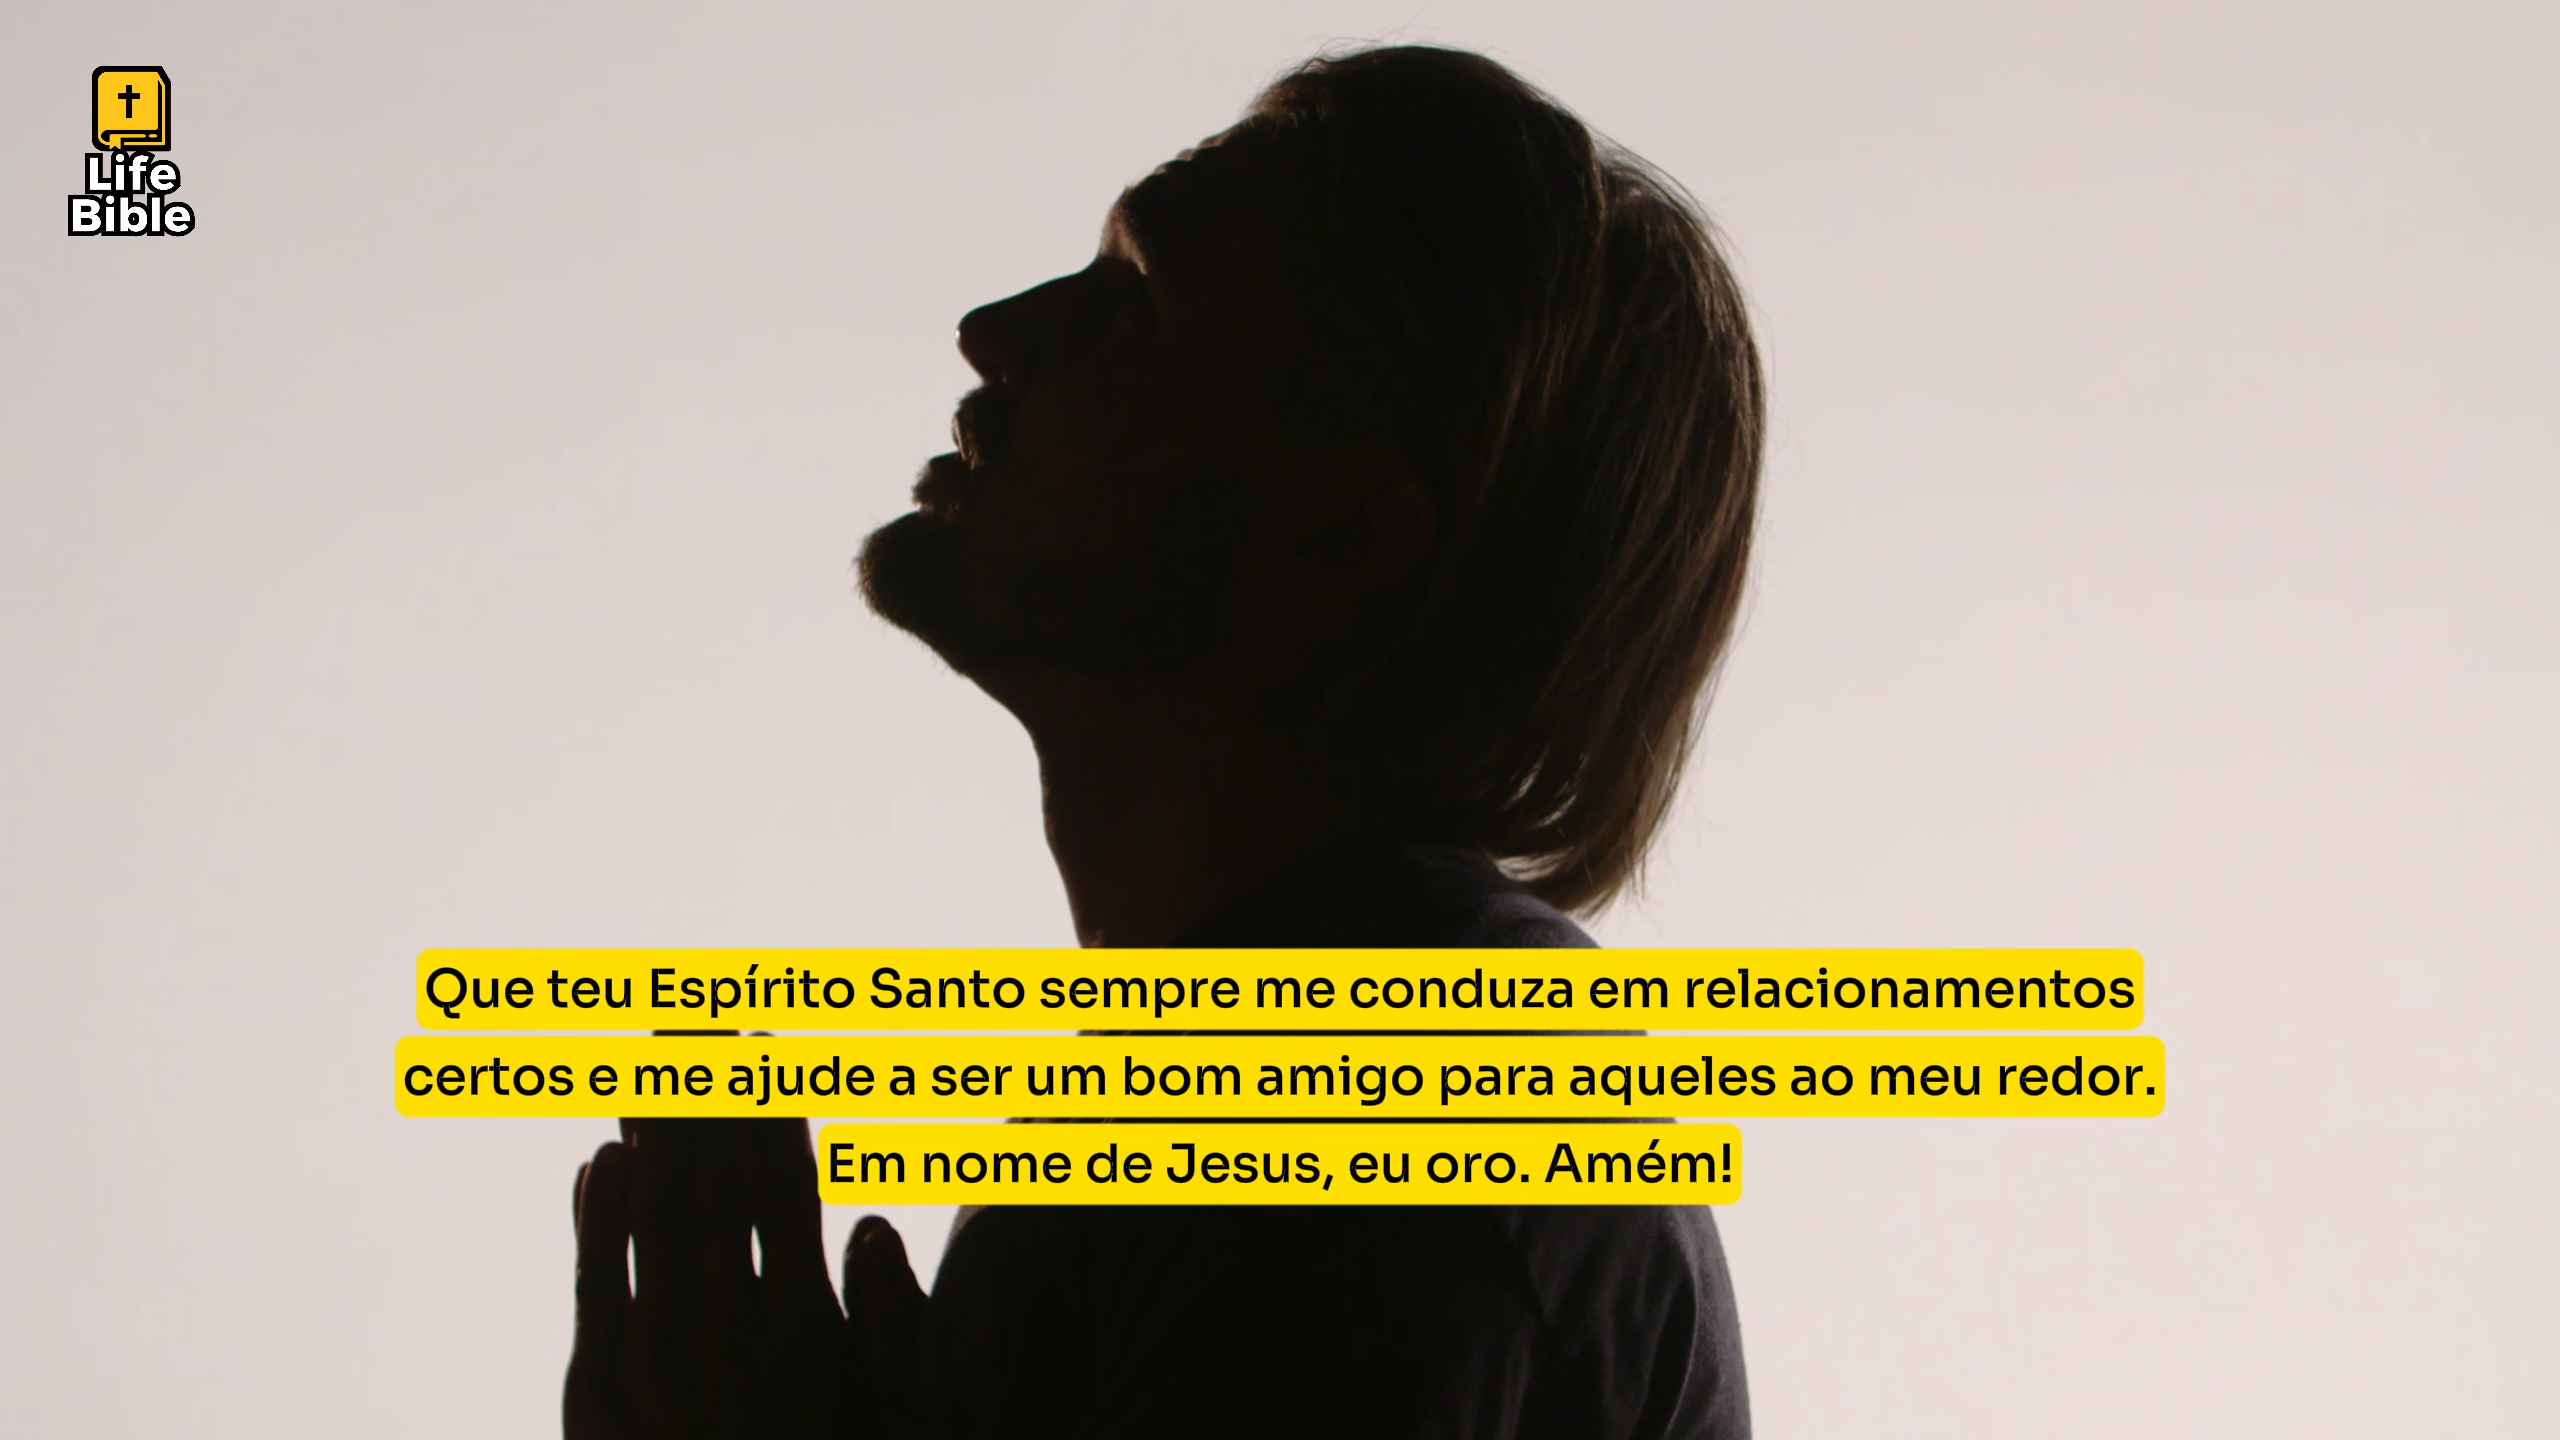 Life
Bible
Que teu Espírito Santo sempre me conduza em relacionamentos
certos e me ajude a ser um bom amigo para aqueles ao meu redor.
Em nome de Jesus, eu oro. Amém!